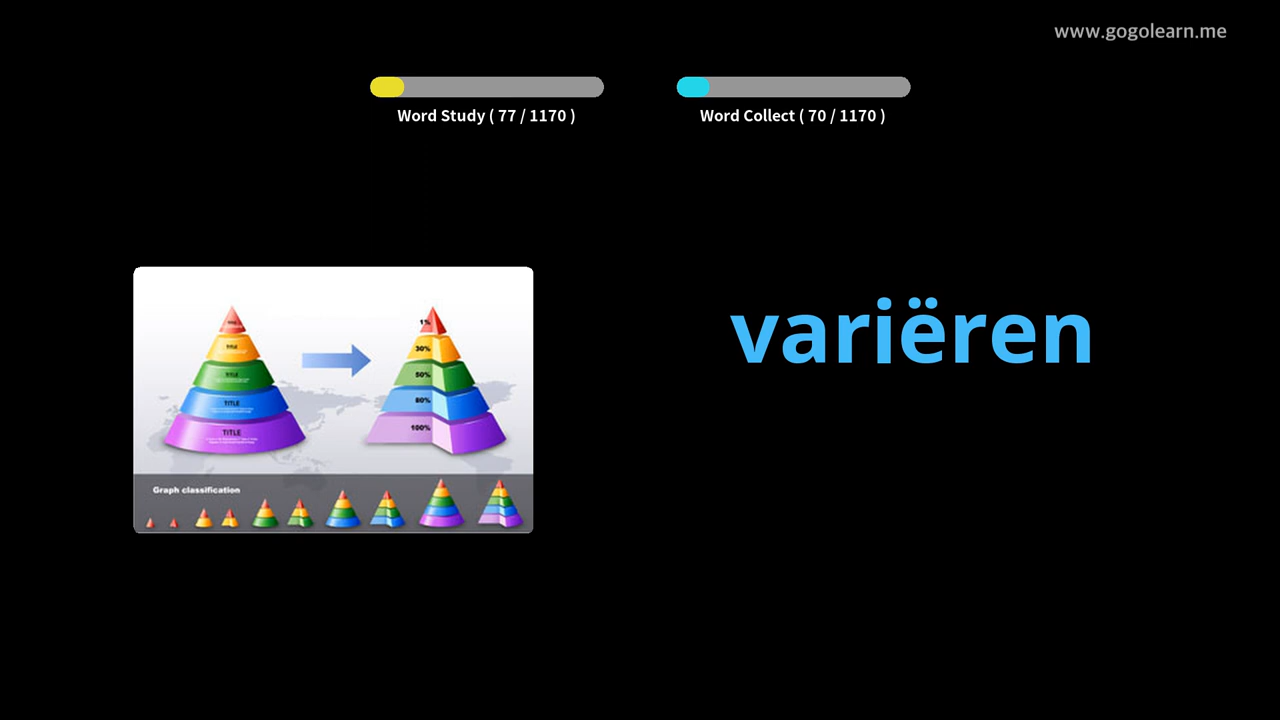 www.gogolearn.me
Word Study ( 77 / 1170 )
Word Collect ( 70 / 1170 )
variëren
TITLE
TITLE
TITLE
TITLE
1%
30%
50%
80%
100%
Graph classification